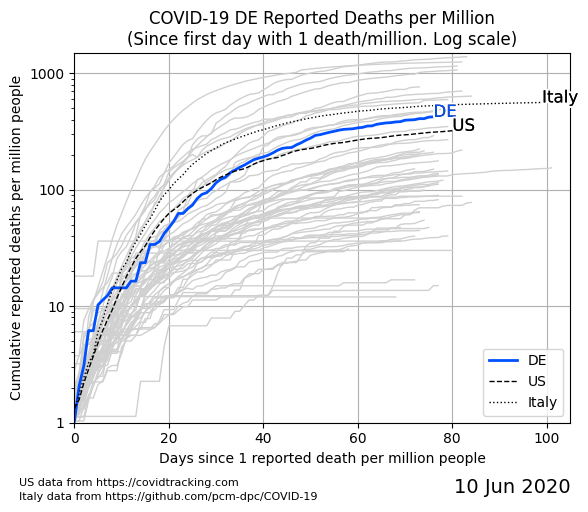 COVID-19 DE Reported Deaths per Million
(Since first day with 1 death/million. Log scale)
Cumulative reported deaths per million people
1000
100
10
1
Italy
DE
US
DE
US
Italy
0 20 40 60 80 100
Days since 1 reported death per million people
US data from https://covidtracking.com
Italy data from https://github.com/pcm-dpc/COVID-19
10 Jun 2020